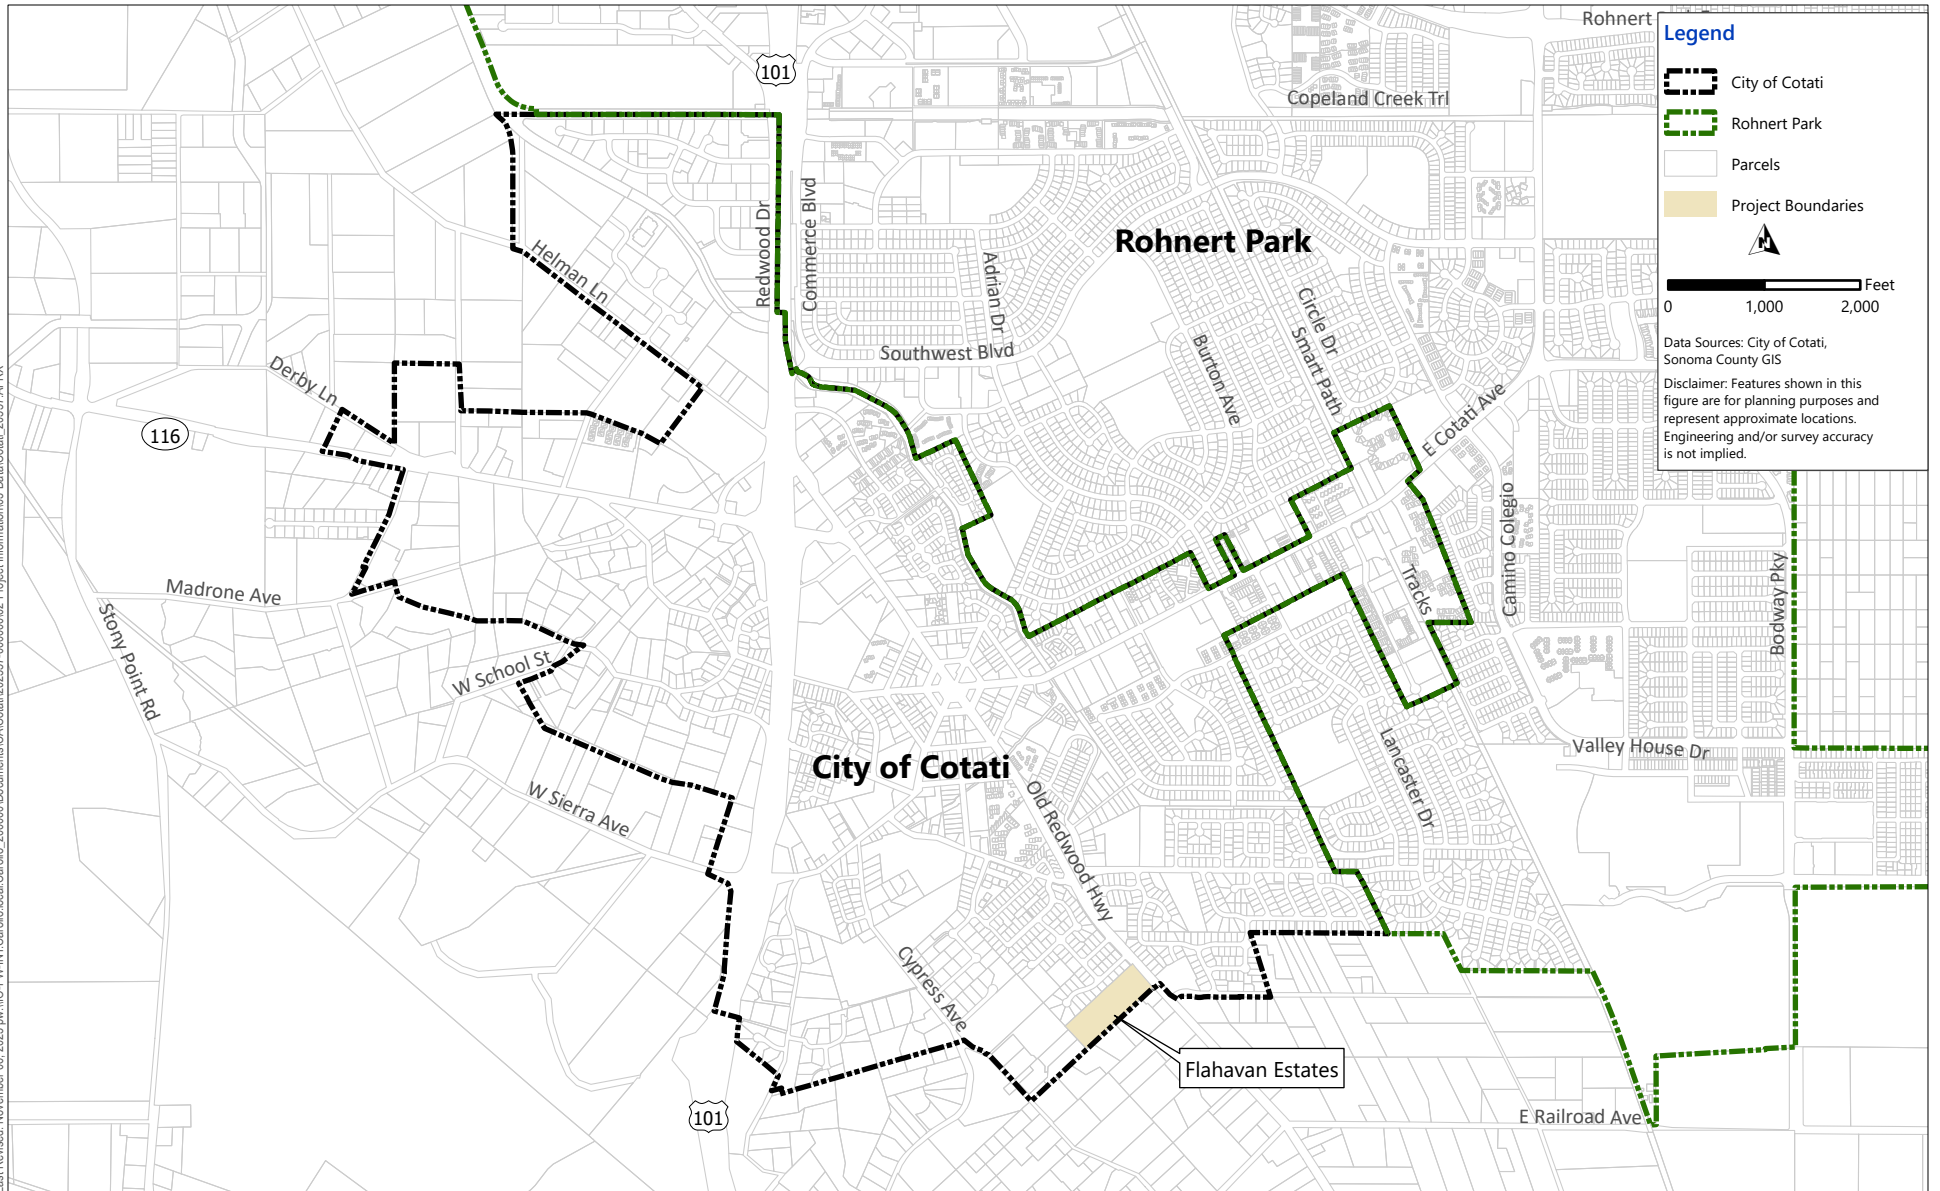 Rohnert
101
Copeland Creek Trl
Legend
City of Cotati
Rohnert Park
Parcels
Project Boundaries
N
Feet
0 1,000 2,000
Data Sources: City of Cotati,
Sonoma County GIS
Disclaimer: Features shown in this
figure are for planning purposes and
represent approximate locations.
Engineering and/or survey accuracy
is not implied.
Redwood Dr
Commerce Blvd
Rohnert Park
Helman Ln
Adrian Dr
Circle Dr
Smart Path
Southwest Blvd
Burton Ave
Derby Ln
116
E Cotati Ave
Camino Colegio
Tracks
Bodway Pky
Madrone Ave
Stony Point Rd
W School St
City of Cotati
Old Redwood Hwy
Lancaster Dr
Valley House Dr
W Sierra Ave
Cypress Ave
Flahavan Estates
101
E Railroad Ave